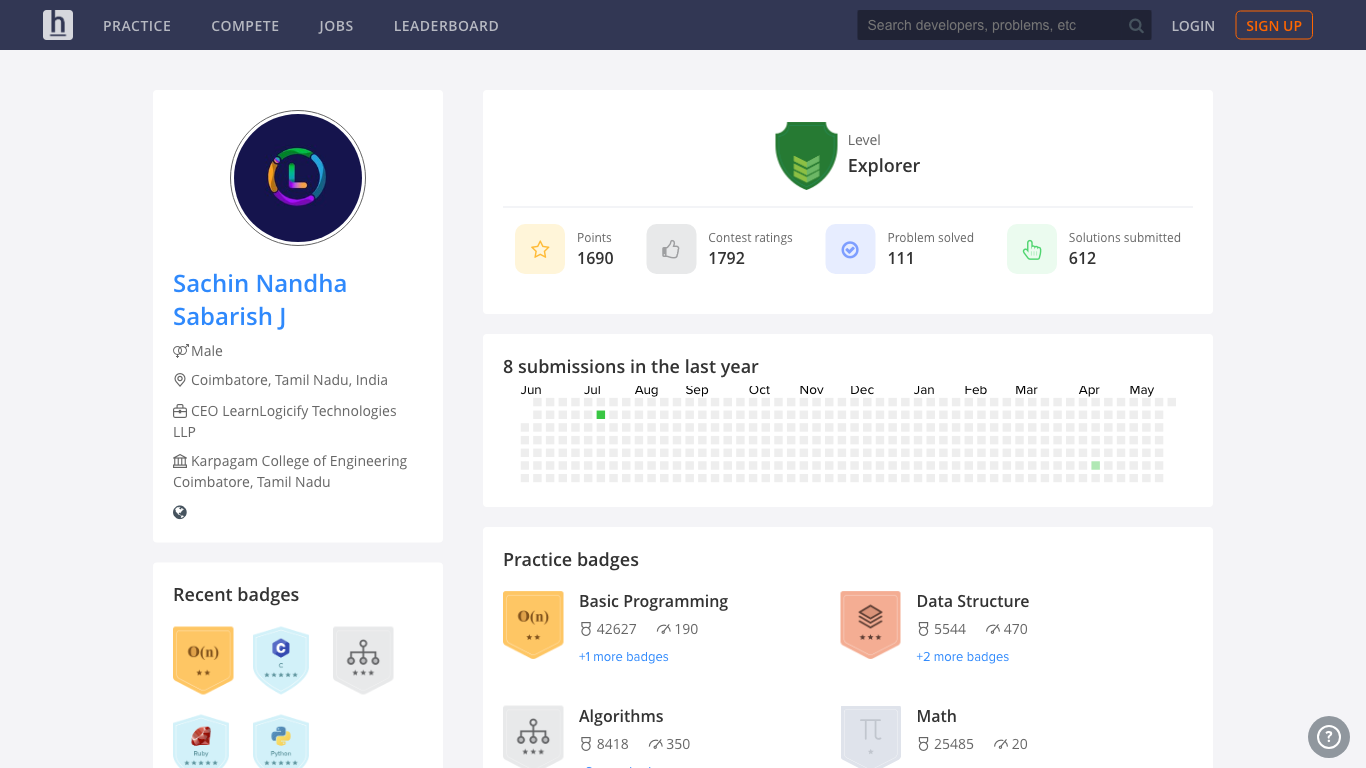 h PRACTICE COMPETE JOBS LEADERBOARD Search developers, problems, etc LOGIN SIGN UP
L
Sachin Nandha
Sabarish J
Male
Coimbatore, Tamil Nadu, India
CEO LearnLogicify Technologies
LLP
Karpagam College of Engineering
Coimbatore, Tamil Nadu
Recent badges
O(n)
C
C
Ruby
Python
Level
Explorer
Points
1690
Contest ratings
1792
Problem solved
111
Solutions submitted
612
8 submissions in the last year
Jun Jul Aug Sep Oct Nov Dec Jan Feb Mar Apr May
Practice badges
O(n)
Basic Programming
42627 190
+1 more badges
Data Structure
5544 470
+2 more badges
Algorithms
8418 350
π
Math
25485 20
?